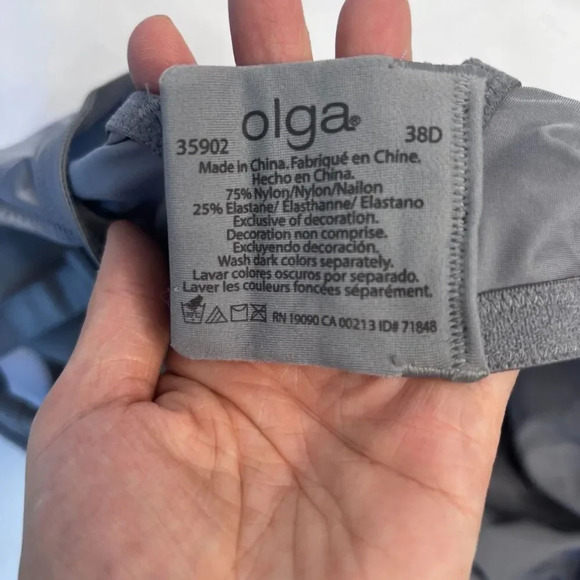 olga®
35902 38D
Made in China. Fabriqué en Chine.
Hecho en China.
75% Nylon/Nylon/Nailon
25% Elastane/ Elasthanne/ Elastano
Exclusive of decoration.
Decoration non comprise.
Excluyendo decoración.
Wash dark colors separately.
Lavar colores oscuros por separado.
Laver les couleurs foncées séparément.
RN 19090 CA 00213 ID# 71848